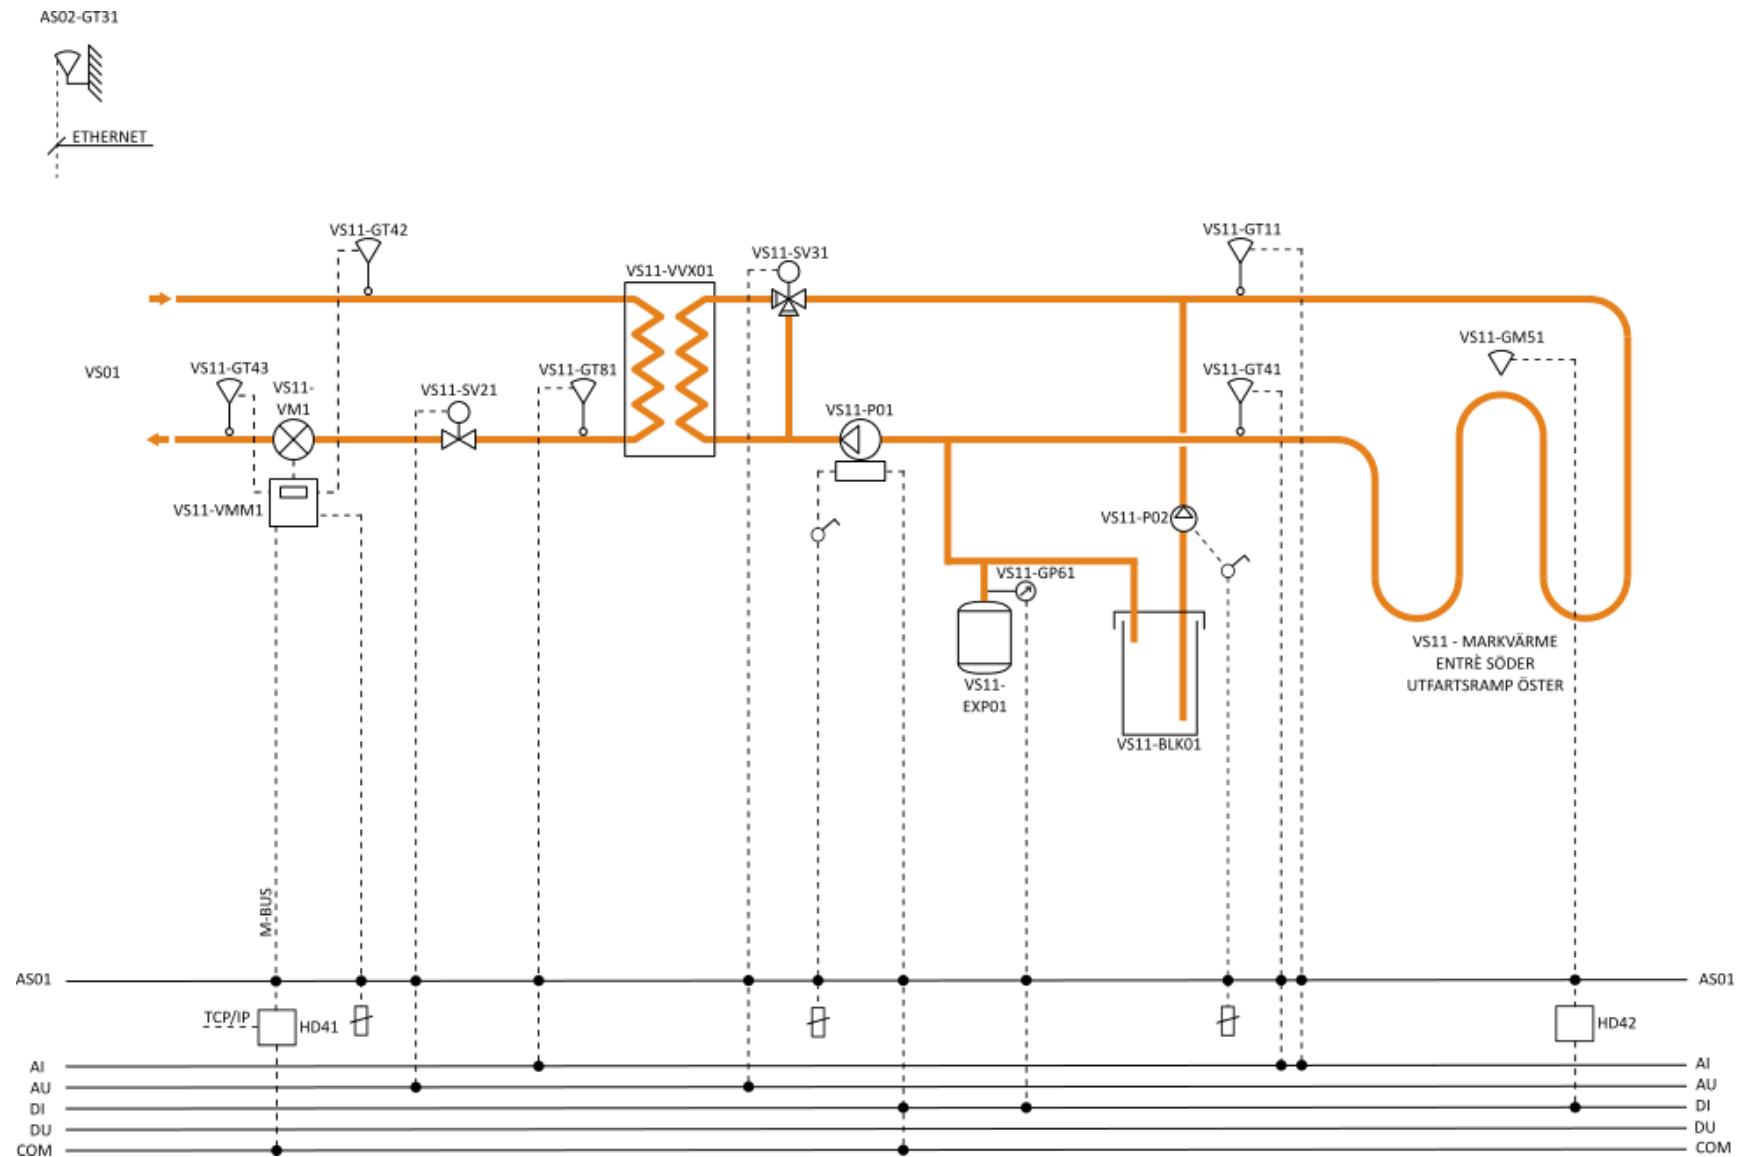 AS02-GT31
ETHERNET
VS11-GT42
VS11-SV31
VS11-GT11
VS11-VVX01
VS11-GM51
VS01
VS11-GT43
VS11-
VM1
VS11-SV21
VS11-GT81
VS11-P01
VS11-GT41
VS11-VMM1
VS11-P02
VS11-GP61
VS11 - MARKVÄRME
ENTRÈ SÖDER
UTFARTSRAMP ÖSTER
VS11-
EXP01
VS11-BLK01
M-BUS
AS01
AS01
TCP/IP
HD41
HD42
AI
AI
AU
AU
DI
DI
DU
DU
COM
COM